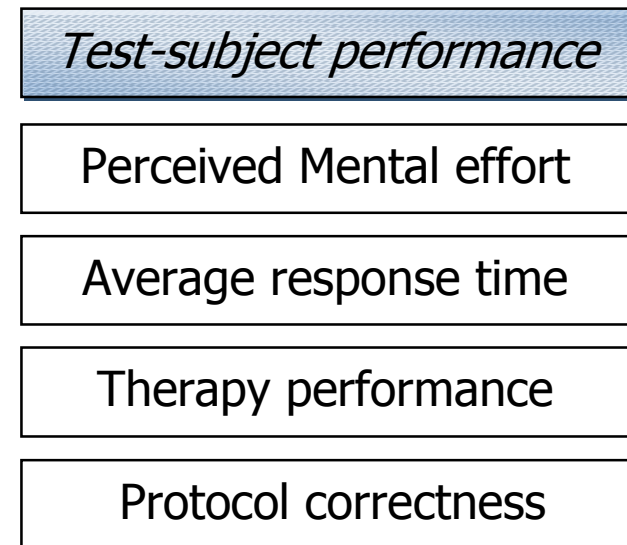 Test-subject performance
Perceived Mental effort
Average response time
Therapy performance
Protocol correctness